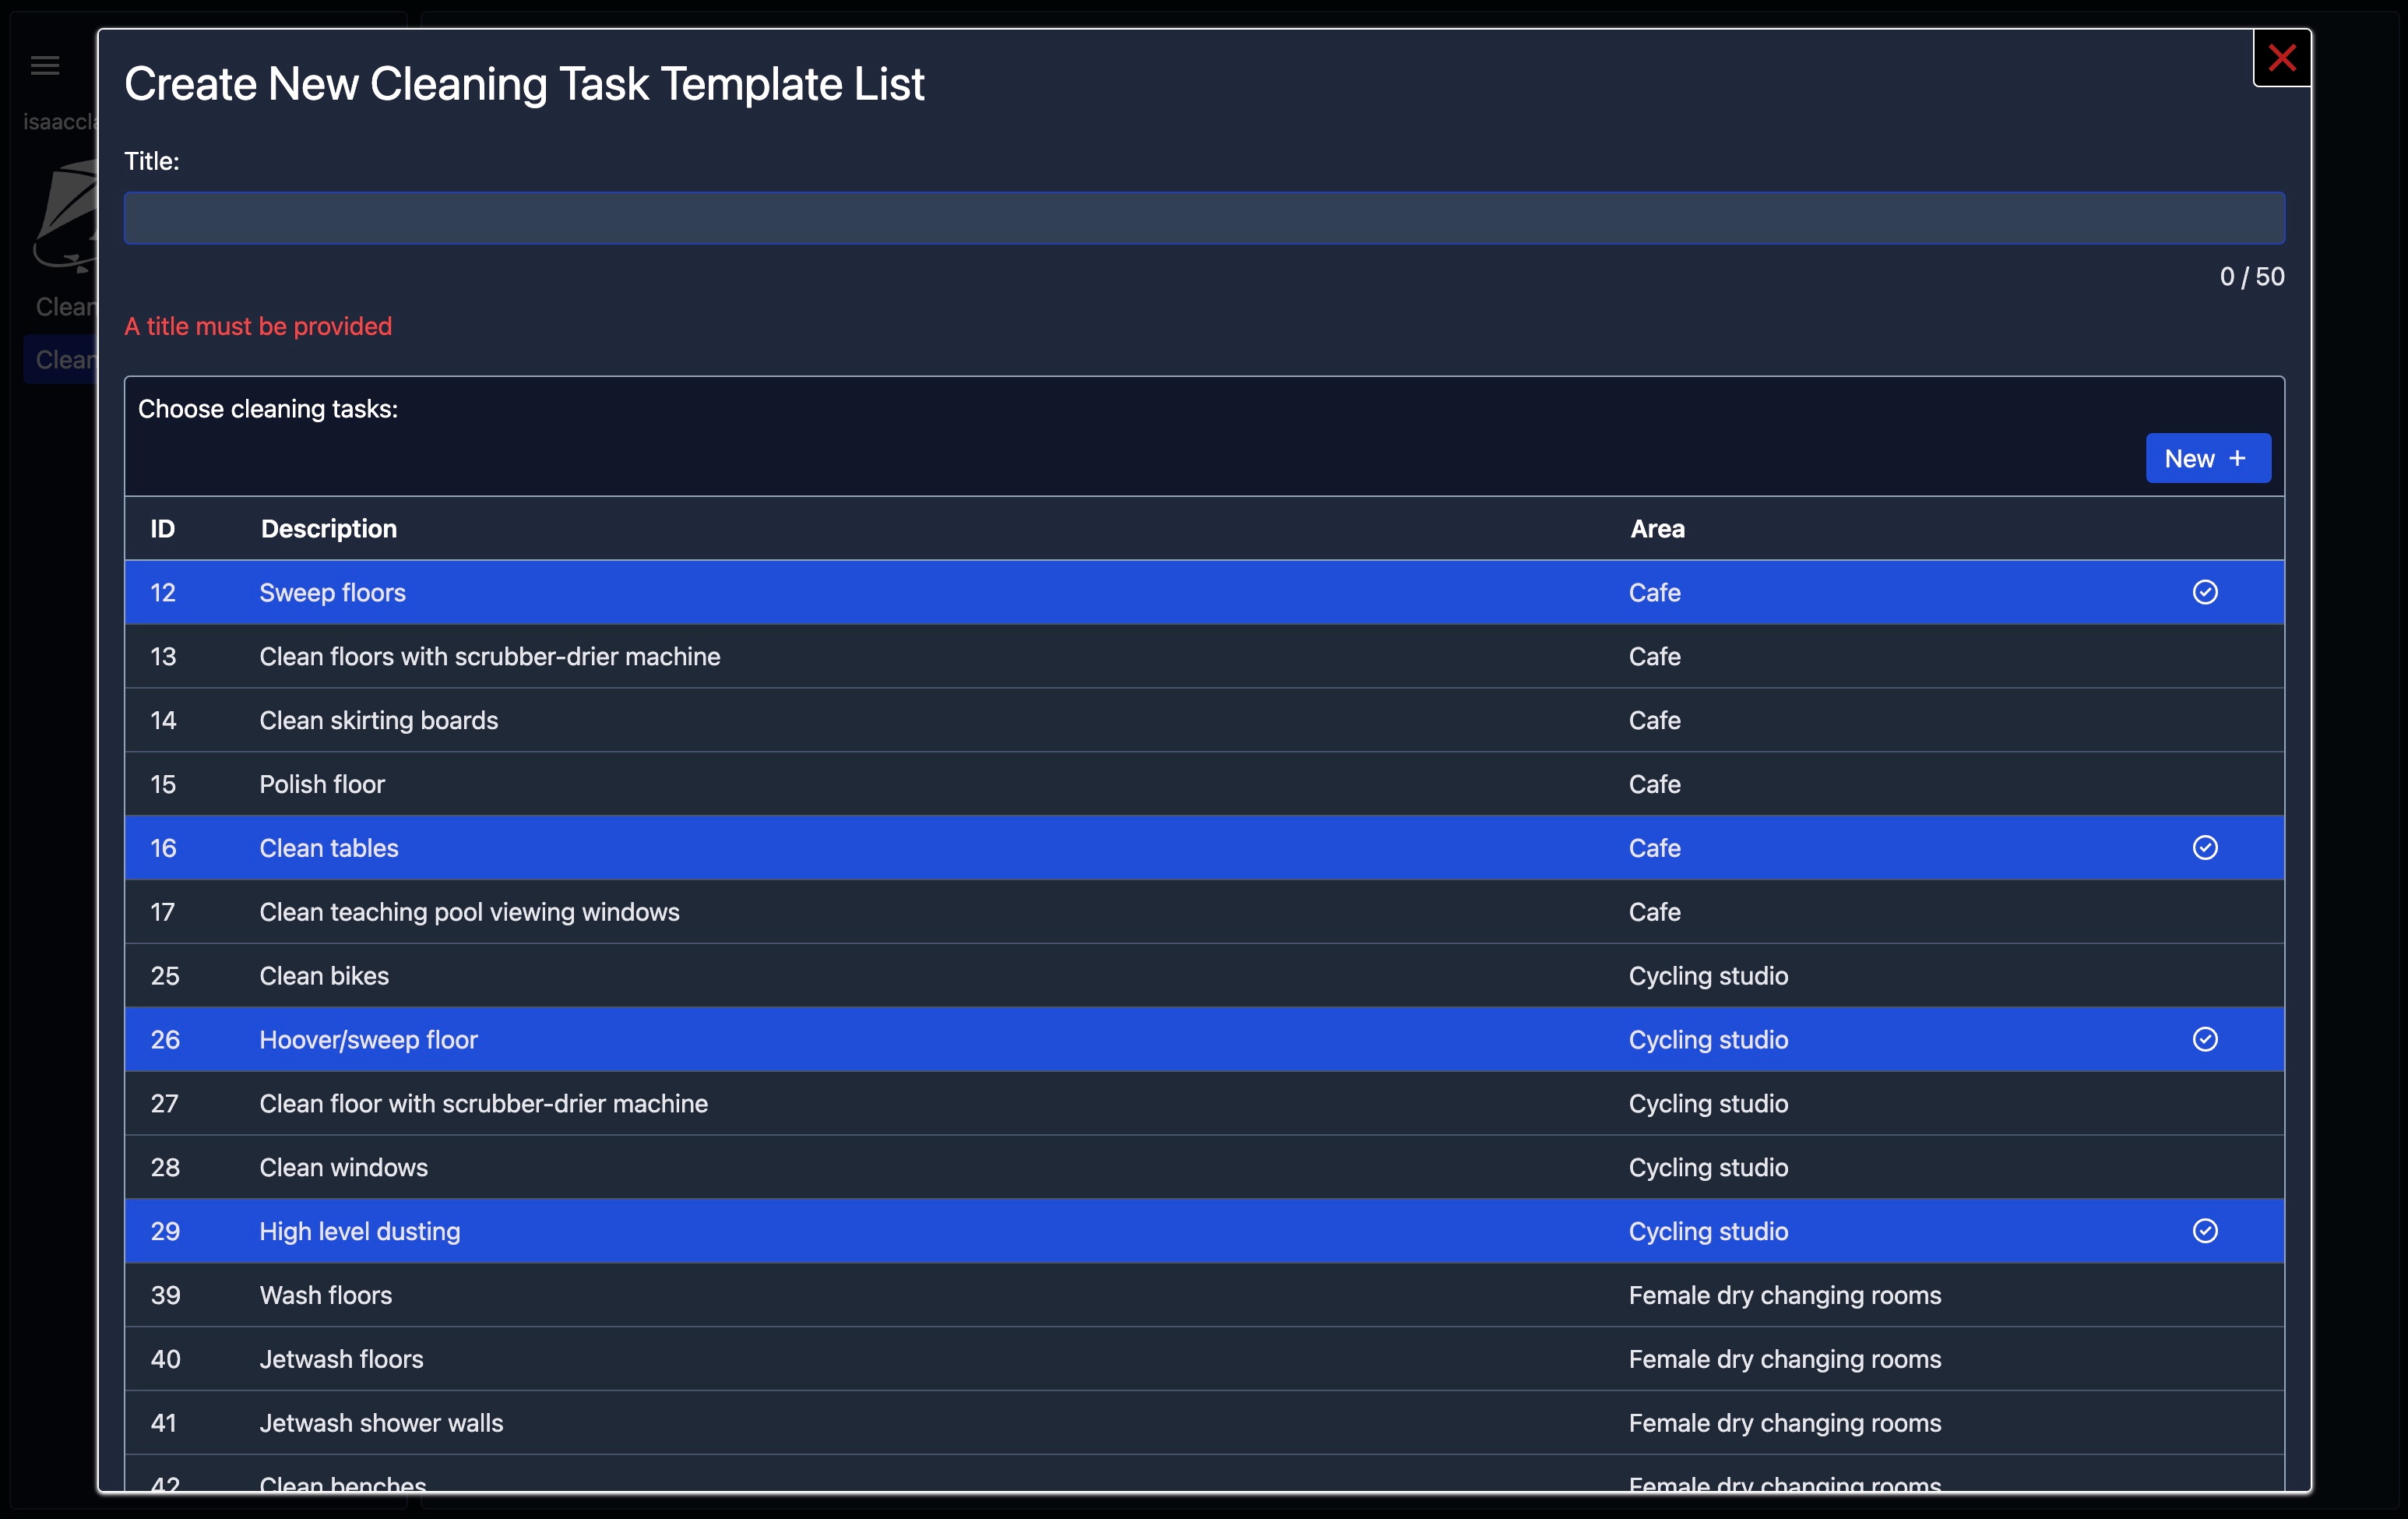 Create New Cleaning Task Template List
isaaccla
Title:
0 / 50
Clean
A title must be provided
Clean
Choose cleaning tasks:
New +
ID Description Area
12 Sweep floors Cafe
13 Clean floors with scrubber-drier machine Cafe
14 Clean skirting boards Cafe
15 Polish floor Cafe
16 Clean tables Cafe
17 Clean teaching pool viewing windows Cafe
25 Clean bikes Cycling studio
26 Hoover/sweep floor Cycling studio
27 Clean floor with scrubber-drier machine Cycling studio
28 Clean windows Cycling studio
29 High level dusting Cycling studio
39 Wash floors Female dry changing rooms
40 Jetwash floors Female dry changing rooms
41 Jetwash shower walls Female dry changing rooms
42 Clean benches Female dry changing rooms